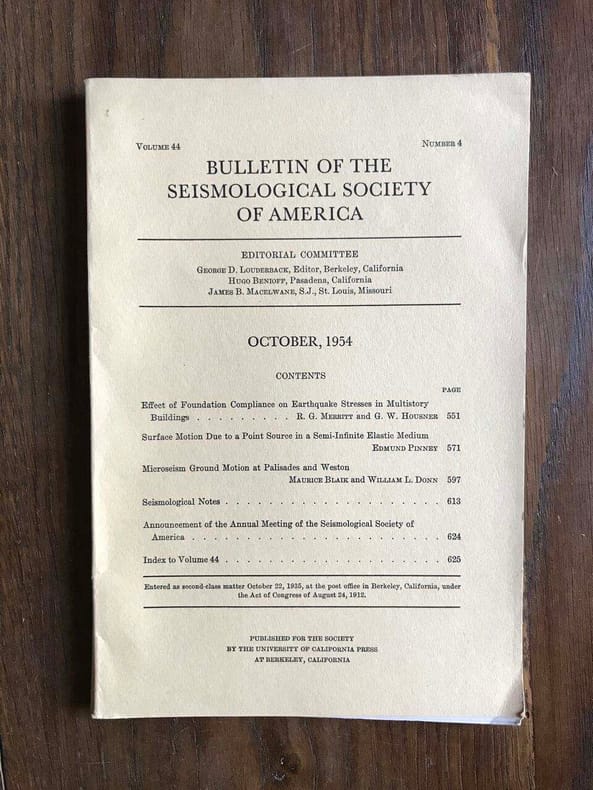 VOLUME 44 NUMBER 4
BULLETIN OF THE
SEISMOLOGICAL SOCIETY
OF AMERICA
EDITORIAL COMMITTEE
GEORGE D. LOUDERBACK, Editor, Berkeley, California
HUGO BENIOFF, Pasadena, California
JAMES B. MACELWANE, S.J., St. Louis, Missouri
OCTOBER, 1954
CONTENTS
PAGE
Effect of Foundation Compliance on Earthquake Stresses in Multistory
Buildings . . . . . . . . . R. G. MERRITT and G. W. HOUSNER 551
Surface Motion Due to a Point Source in a Semi-Infinite Elastic Medium
EDMUND PINNEY 571
Microseism Ground Motion at Palisades and Weston
MAURICE BLAIK and WILLIAM L. DONN 597
Seismological Notes . . . . . . . . . . . . . . . . . . . . 613
Announcement of the Annual Meeting of the Seismological Society of
America . . . . . . . . . . . . . . . . . . . . . . . 624
Index to Volume 44 . . . . . . . . . . . . . . . . . . . . 625
Entered as second-class matter October 22, 1935, at the post office in Berkeley, California, under
the Act of Congress of August 24, 1912.
PUBLISHED FOR THE SOCIETY
BY THE UNIVERSITY OF CALIFORNIA PRESS
AT BERKELEY, CALIFORNIA